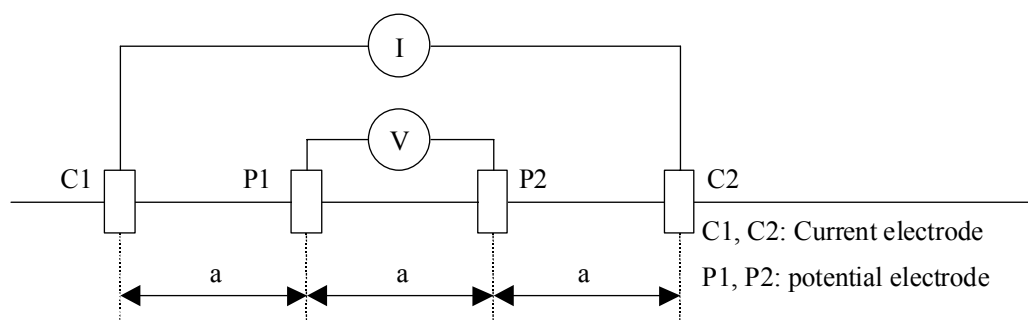 I
V
C1
P1
P2
C2
C1, C2: Current electrode
P1, P2: potential electrode
a
a
a